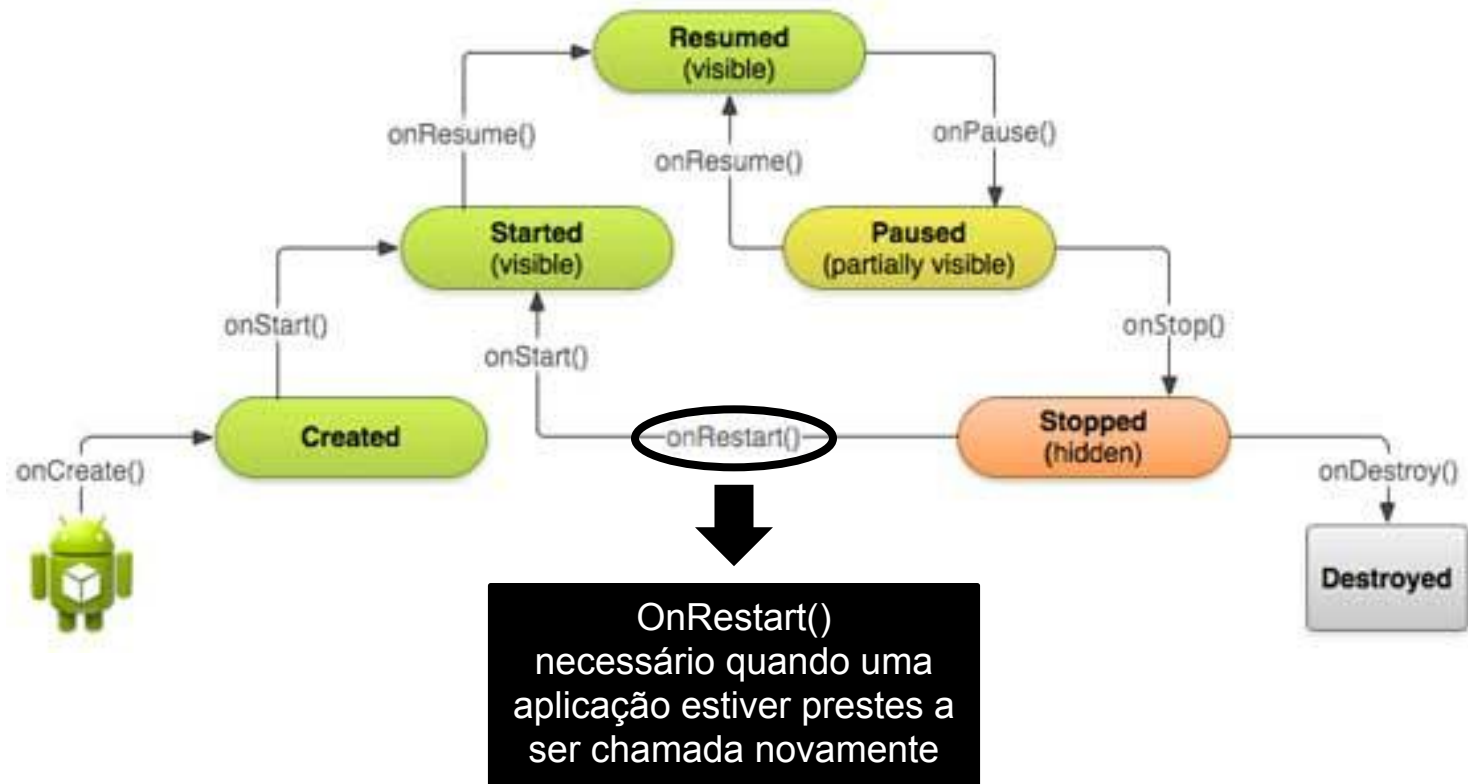 Resumed
(visible)
onResume()
onResume()
onPause()
Started
(visible)
Paused
(partially visible)
onStart()
onStart()
onStop()
Created
onRestart()
Stopped
(hidden)
onCreate()
onDestroy()
Destroyed
OnRestart()
necessário quando uma
aplicação estiver prestes a
ser chamada novamente